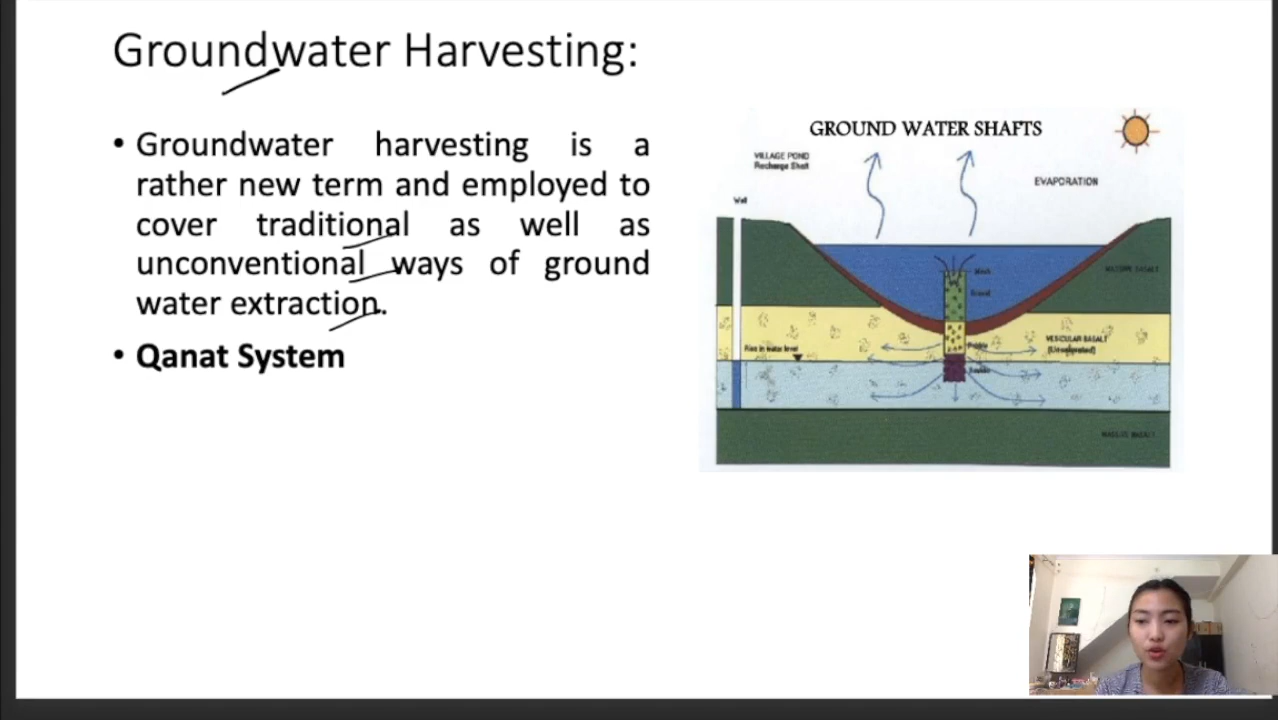 Groundwater Harvesting:
• Groundwater harvesting is a
rather new term and employed to
cover traditional as well as
unconventional ways of ground
water extraction.
• Qanat System
GROUND WATER SHAFTS
VILLAGE POND
Recharge Shaft
EVAPORATION
Well
MASSIVE BASALT
VESICULAR BASALT
Rise in water level
MASSIVE BASALT